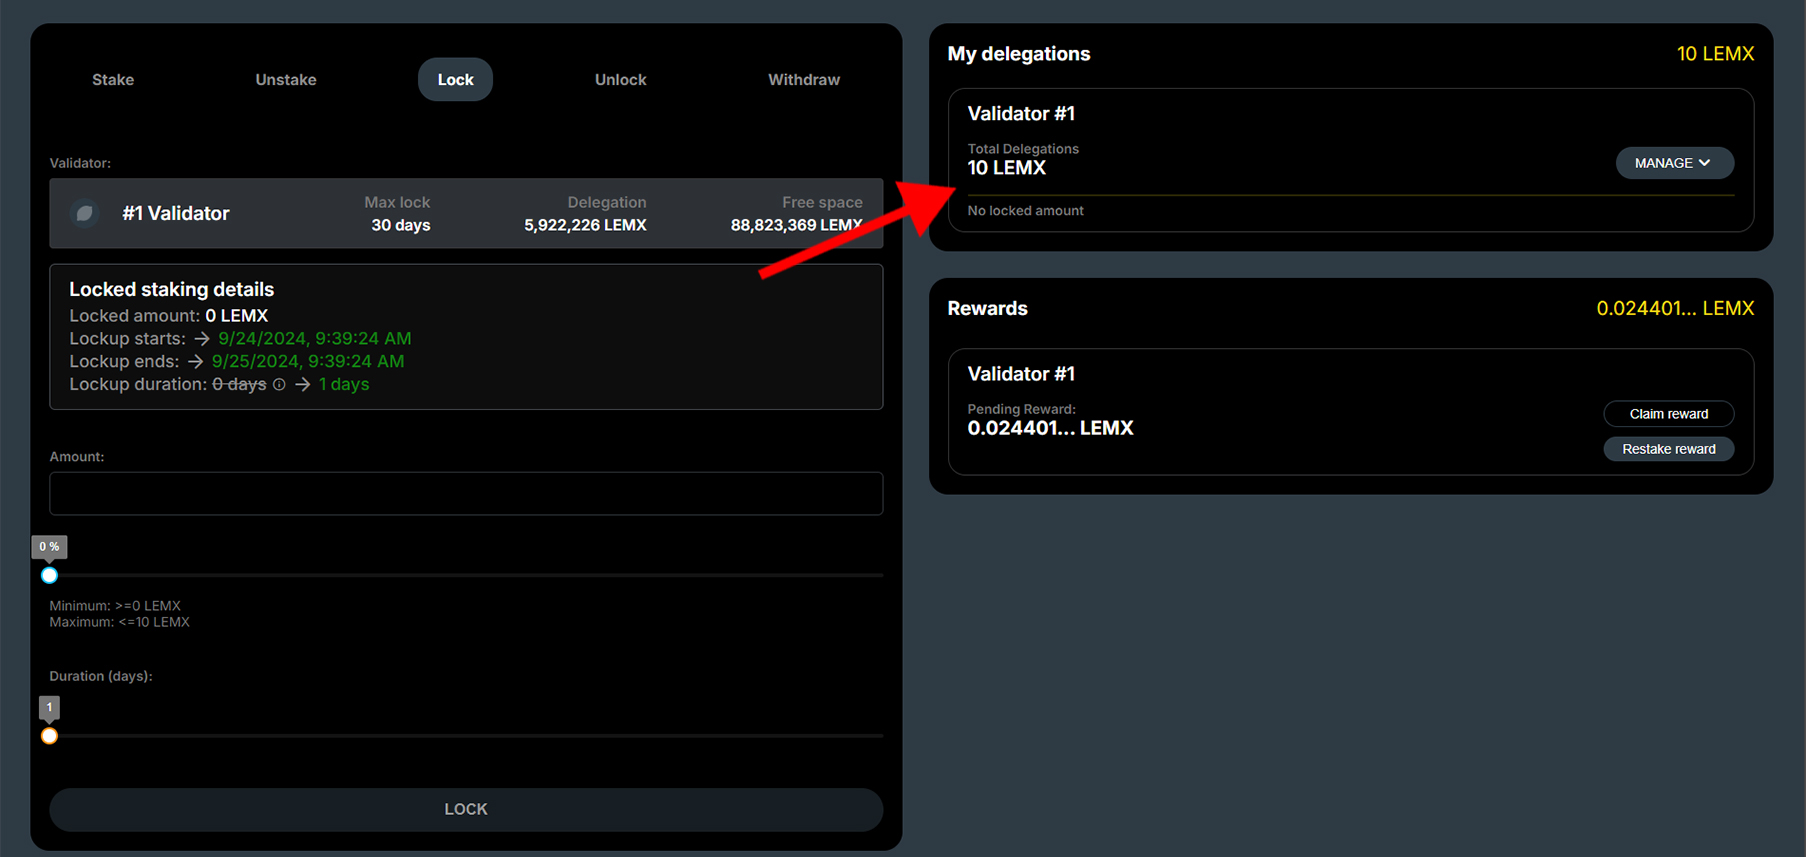 Stake Unstake Lock Unlock Withdraw
Validator:
#1 Validator
Max lock
30 days
Delegation
5,922,226 LEMX
Free space
88,823,369 LEMX
Locked staking details
Locked amount: 0 LEMX
Lockup starts: → 9/24/2024, 9:39:24 AM
Lockup ends: → 9/25/2024, 9:39:24 AM
Lockup duration: 0 days → 1 days
Amount:
0 %
Minimum: >=0 LEMX
Maximum: <=10 LEMX
Duration (days):
1
LOCK
My delegations 10 LEMX
Validator #1
Total Delegations
10 LEMX
MANAGE
No locked amount
Rewards 0.024401... LEMX
Validator #1
Pending Reward:
0.024401... LEMX
Claim reward
Restake reward